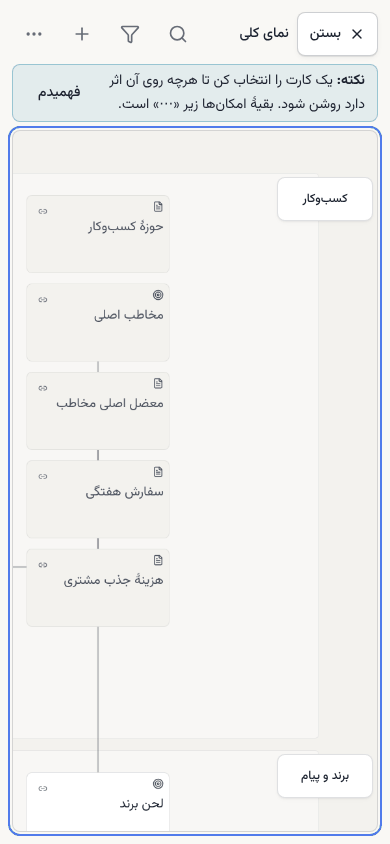 بستن
نمای کلی
نکته: یک کارت را انتخاب کن تا هرچه روی آن اثر
دارد روشن شود. بقیهٔ امکان‌ها زیر «···» است.
فهمیدم
کسب‌وکار
حوزهٔ کسب‌وکار
مخاطب اصلی
معضل اصلی مخاطب
سفارش هفتگی
هزینهٔ جذب مشتری
برند و پیام
لحن برند